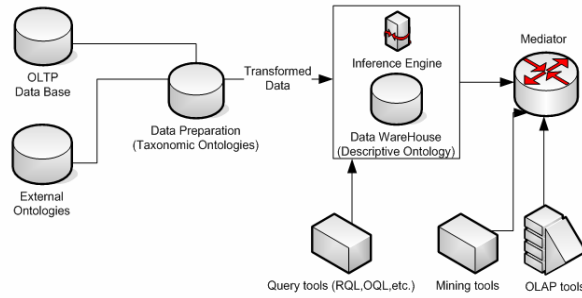 OLTP
Data Base
External
Ontologies
Data Preparation
(Taxonomic Ontologies)
Transformed
Data
Inference Engine
Data WareHouse
(Descriptive Ontology)
Mediator
Query tools (RQL,OQL,etc.)
Mining tools
OLAP tools